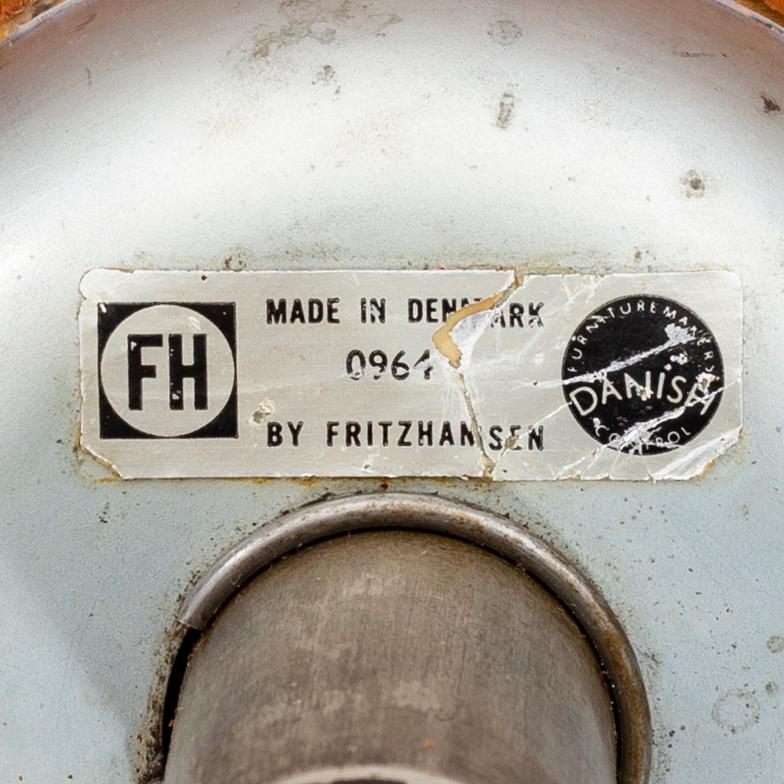 FH
MADE IN DENMARK
0964
BY FRITZHANSEN
FURNITUREMAKERS
DANISH
CONTROL